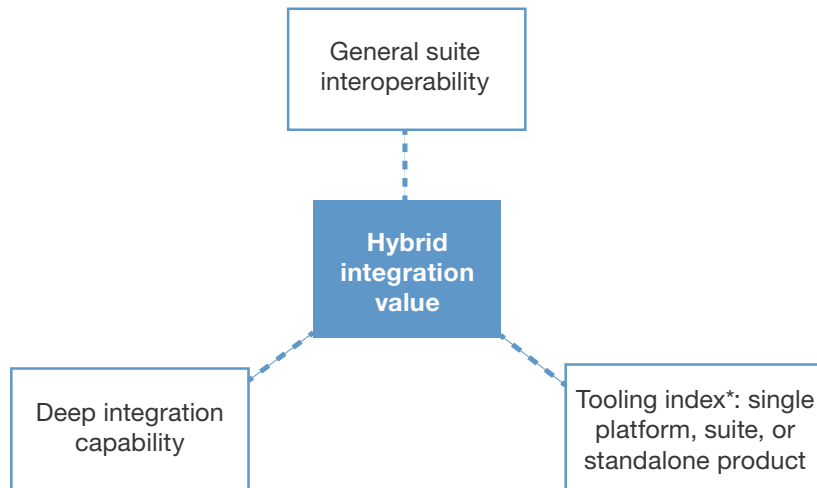 General suite
interoperability
Hybrid
integration
value
Deep integration
capability
Tooling index*: single
platform, suite, or
standalone product